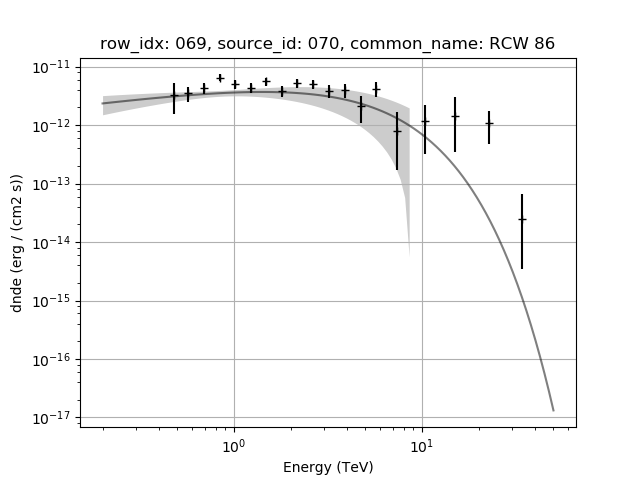 row_idx: 069, source_id: 070, common_name: RCW 86
dnde (erg / (cm2 s))
10⁻¹¹
10⁻¹²
10⁻¹³
10⁻¹⁴
10⁻¹⁵
10⁻¹⁶
10⁻¹⁷
10⁰ 10¹
Energy (TeV)